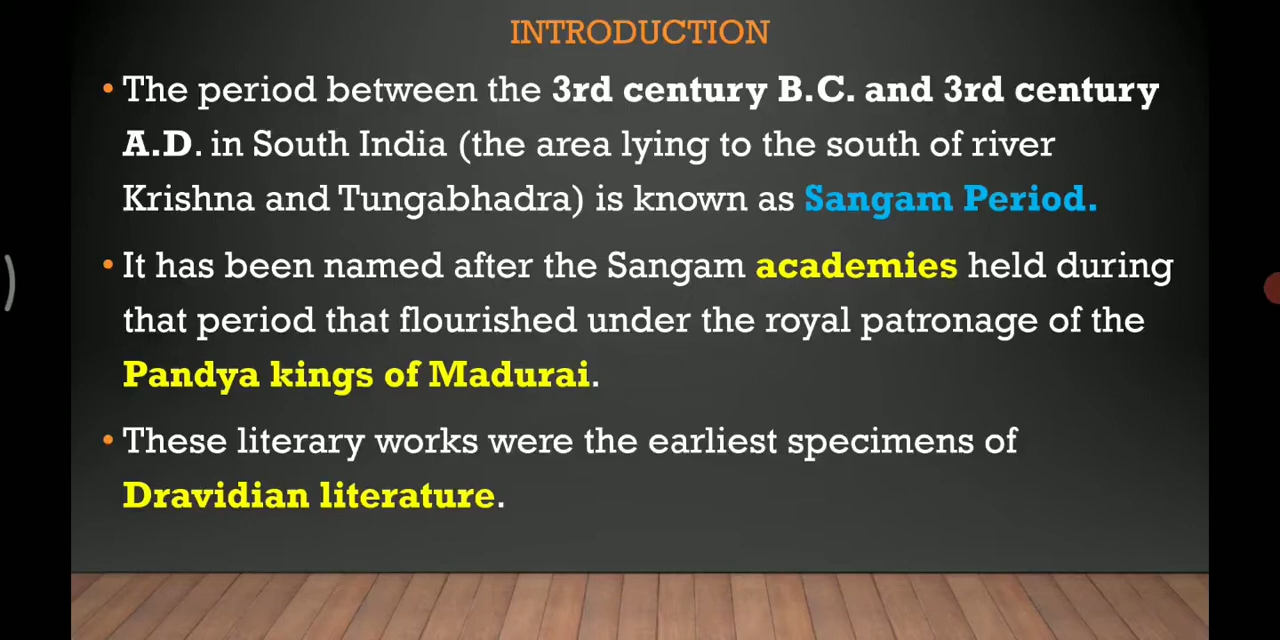 INTRODUCTION
• The period between the 3rd century B.C. and 3rd century
A.D. in South India (the area lying to the south of river
Krishna and Tungabhadra) is known as Sangam Period.
• It has been named after the Sangam academies held during
that period that flourished under the royal patronage of the
Pandya kings of Madurai.
• These literary works were the earliest specimens of
Dravidian literature.